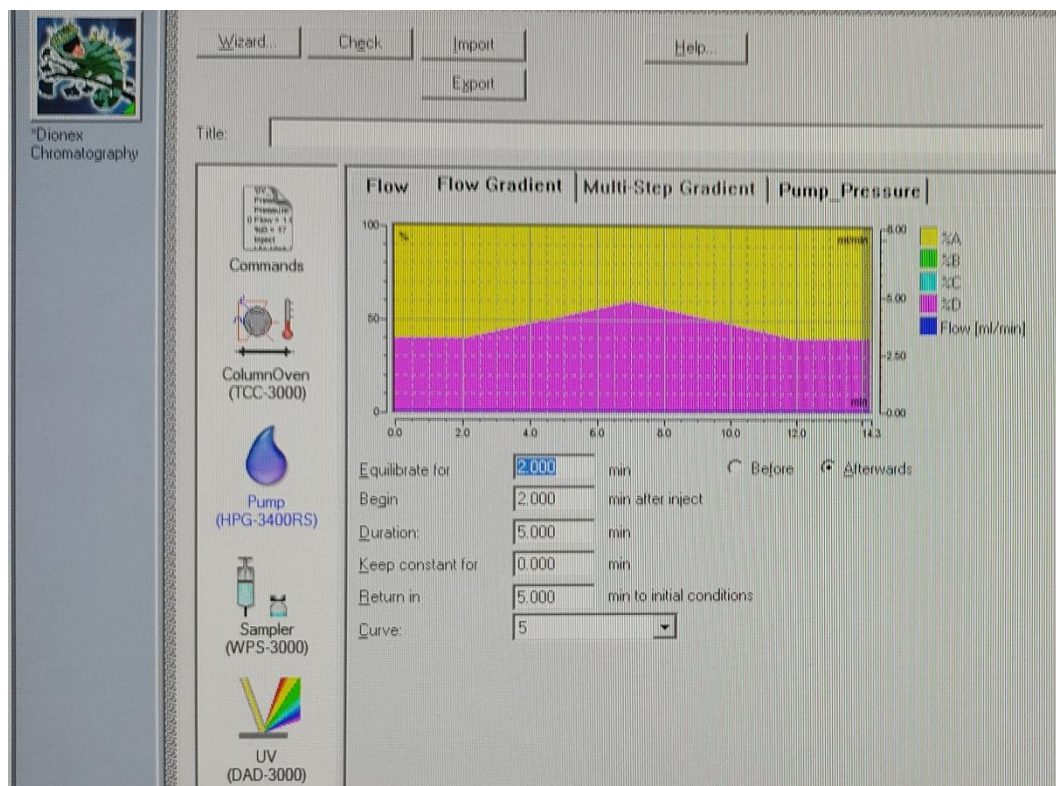 Wizard... Check Import Help...
Export
*Dionex
Chromatography
Title:
Flow Flow Gradient Multi-Step Gradient Pump_Pressure
Commands
ColumnOven
(TCC-3000)
Pump
(HPG-3400RS)
Sampler
(WPS-3000)
UV
(DAD-3000)
100 % ml/min 8.00
50 5.00
2.50
0 min 0.00
0.0 2.0 4.0 6.0 8.0 10.0 12.0 14.3
%A
%B
%C
%D
Flow [ml/min]
Equilibrate for 2.000 min Before Afterwards
Begin 2.000 min after inject
Duration: 5.000 min
Keep constant for 0.000 min
Return in 5.000 min to initial conditions
Curve: 5